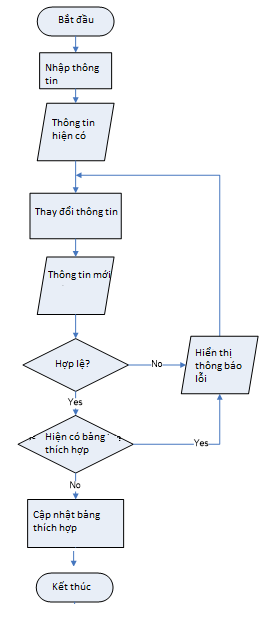 Bắt đầu
Nhập thông
tin
Thông tin
hiện có
Thay đổi thông tin
Thông tin mới
Hợp lệ?
No
Hiển thị
thông báo
lỗi
Yes
Hiện có bảng
thích hợp
Yes
No
Cập nhật bảng
thích hợp
Kết thúc